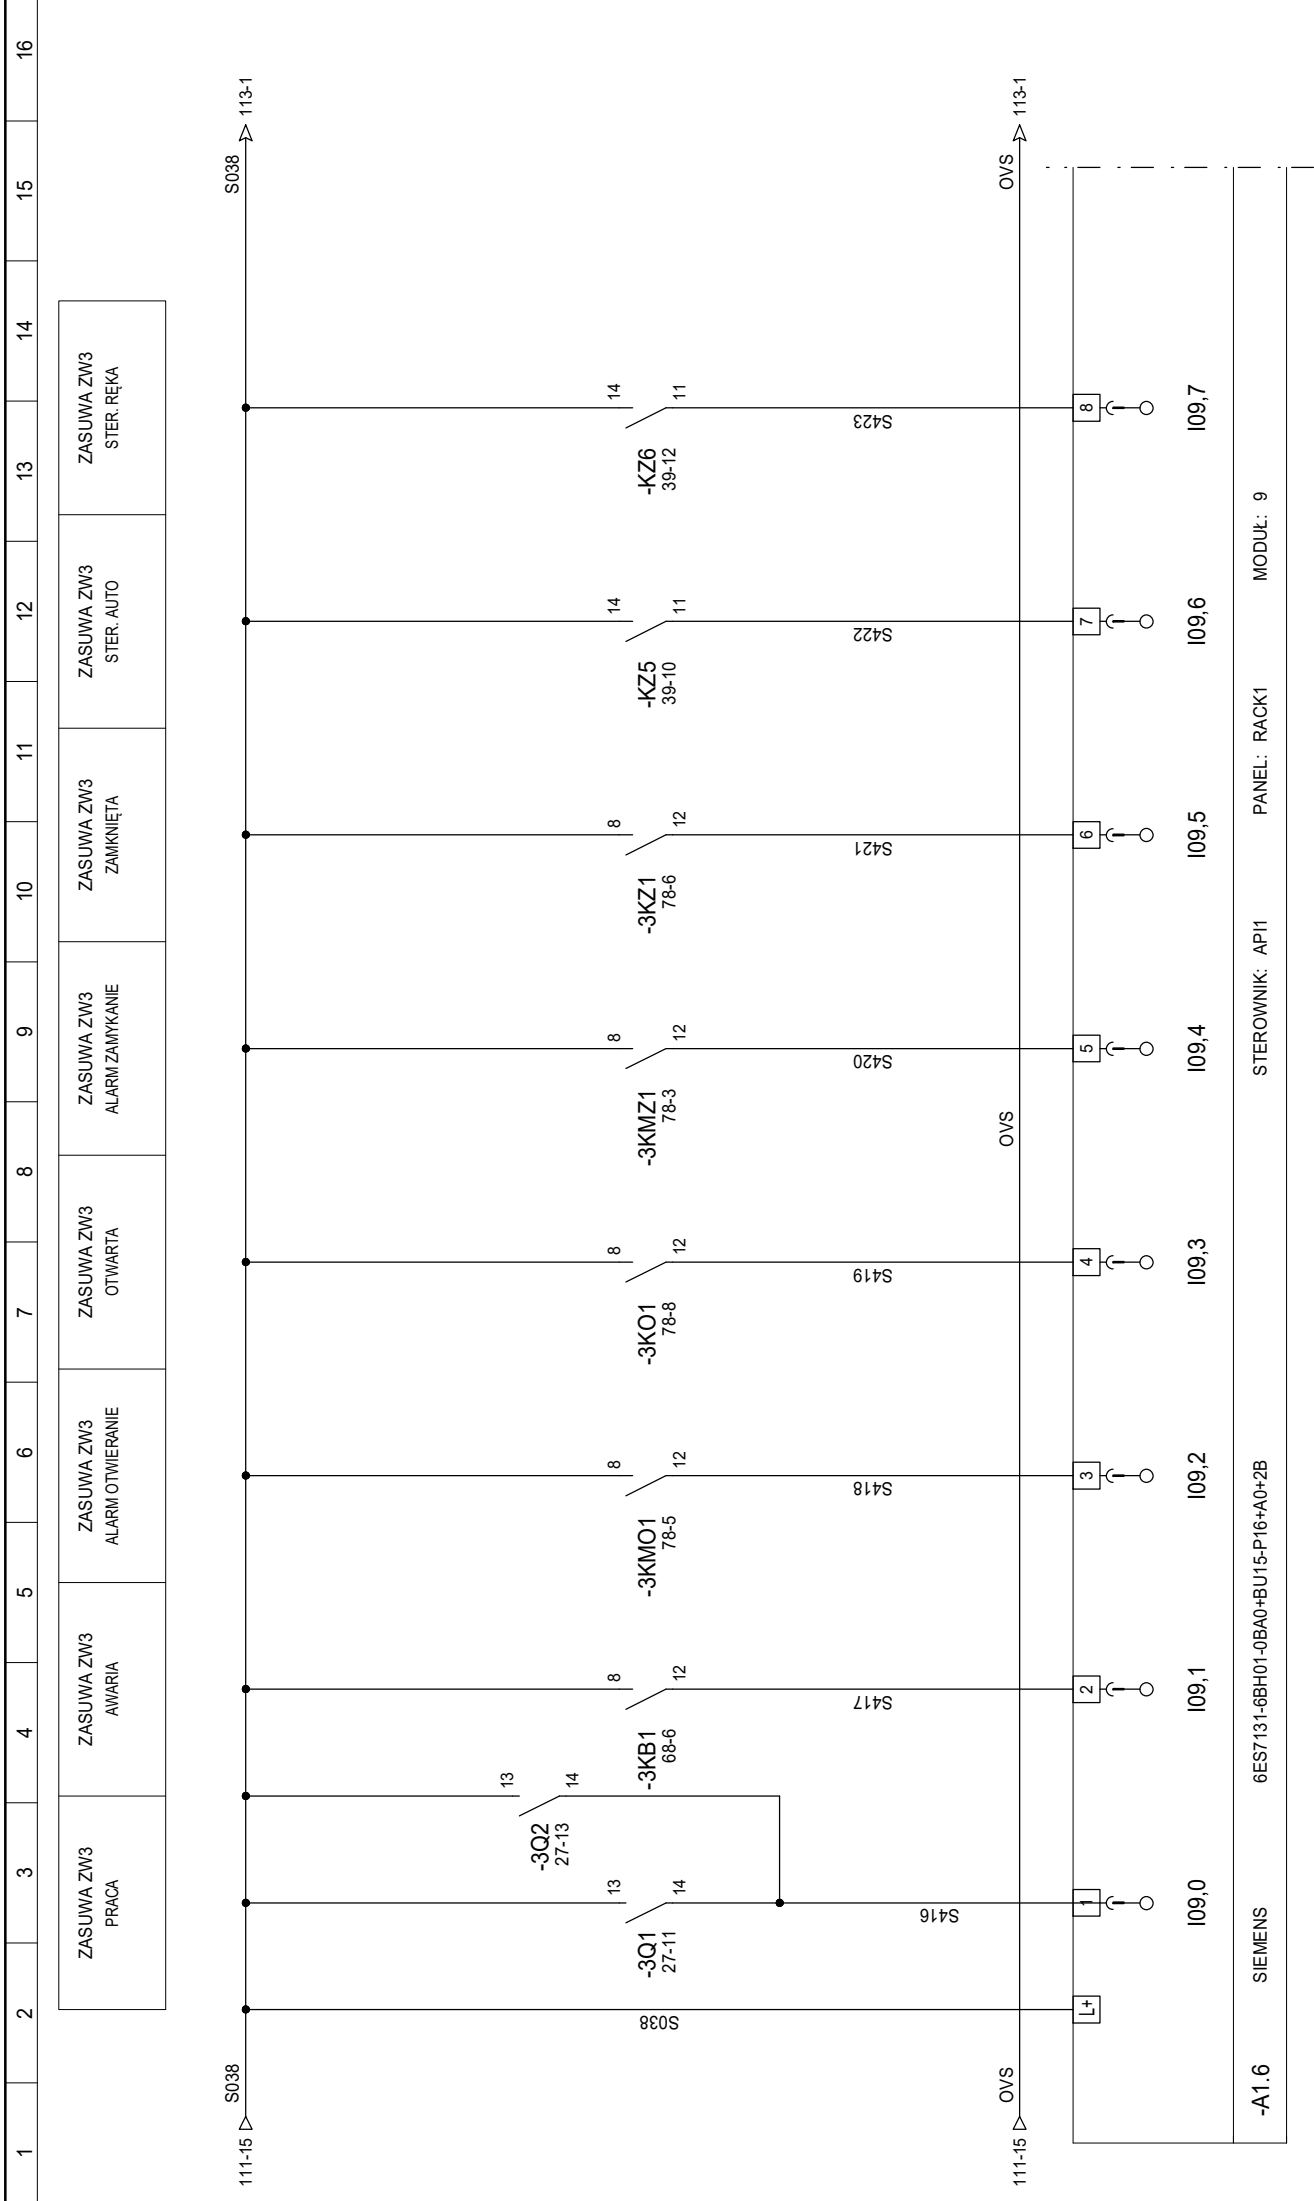 1 2 3 4 5 6 7 8 9 10 11 12 13 14 15 16
ZASUWA ZW3
PRACA
ZASUWA ZW3
AWARIA
ZASUWA ZW3
ALARM OTWIERANIE
ZASUWA ZW3
OTWARTA
ZASUWA ZW3
ALARM ZAMYKANIE
ZASUWA ZW3
ZAMKNIĘTA
ZASUWA ZW3
STER. AUTO
ZASUWA ZW3
STER. RĘKA
111-15
S038
S038
113-1
13
-3Q2
27-13
14
13
-3Q1
27-11
14
8
-3KB1
68-6
12
8
-3KMO1
78-5
12
8
-3KO1
78-8
12
8
-3KMZ1
78-3
12
8
-3KZ1
78-6
12
14
-KZ5
39-10
11
14
-KZ6
39-12
11
S038
S416
S417
S418
S419
S420
S421
S422
S423
111-15
OVS
OVS
OVS
113-1
L+
1
2
3
4
5
6
7
8
I09,0
I09,1
I09,2
I09,3
I09,4
I09,5
I09,6
I09,7
-A1.6
SIEMENS
6ES7131-6BH01-0BA0+BU15-P16+A0+2B
STEROWNIK: API1
PANEL: RACK1
MODUŁ: 9